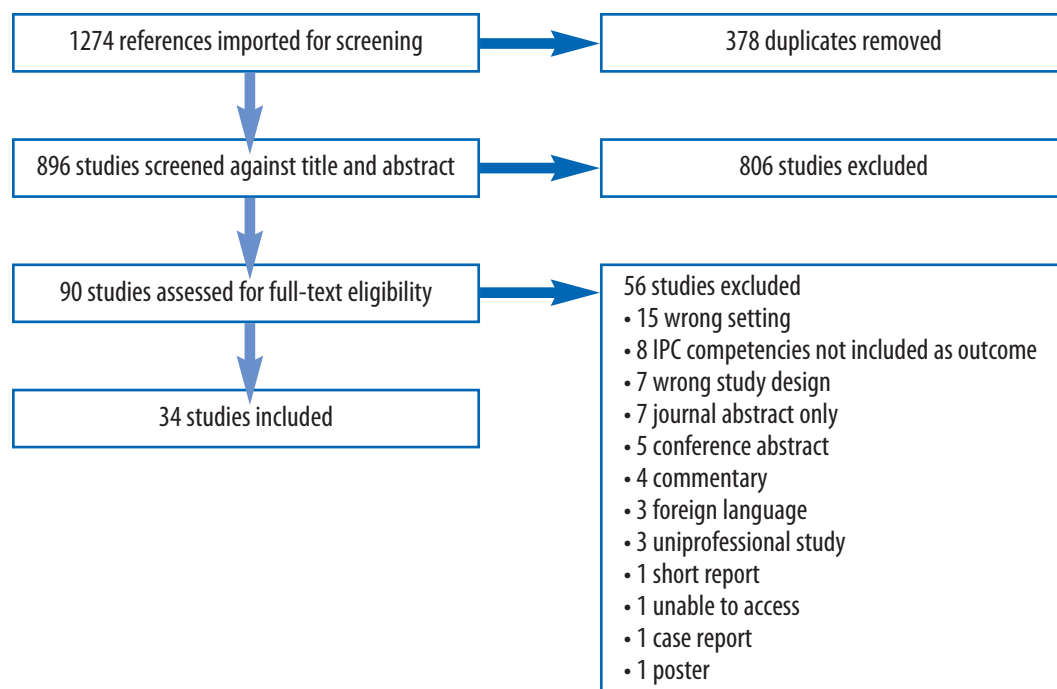 1274 references imported for screening
378 duplicates removed
896 studies screened against title and abstract
806 studies excluded
90 studies assessed for full-text eligibility
56 studies excluded
• 15 wrong setting
• 8 IPC competencies not included as outcome
• 7 wrong study design
• 7 journal abstract only
• 5 conference abstract
• 4 commentary
• 3 foreign language
• 3 uniprofessional study
• 1 short report
• 1 unable to access
• 1 case report
• 1 poster
34 studies included